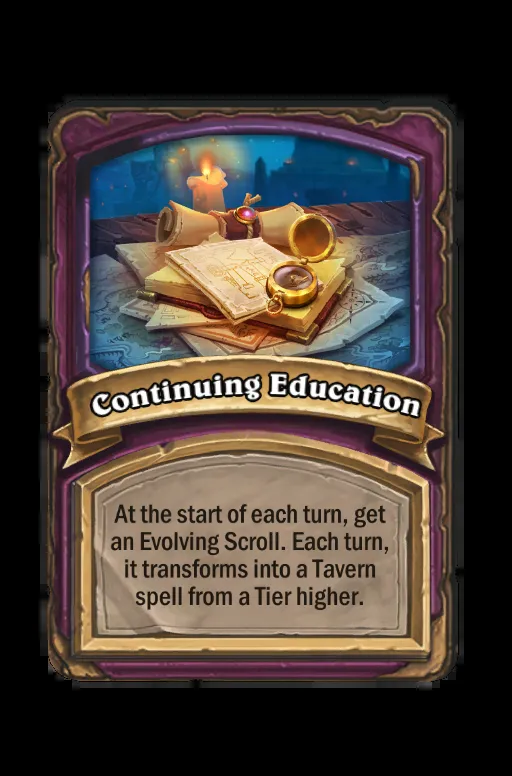 Continuing Education
At the start of each turn, get
an Evolving Scroll. Each turn,
it transforms into a Tavern
spell from a Tier higher.